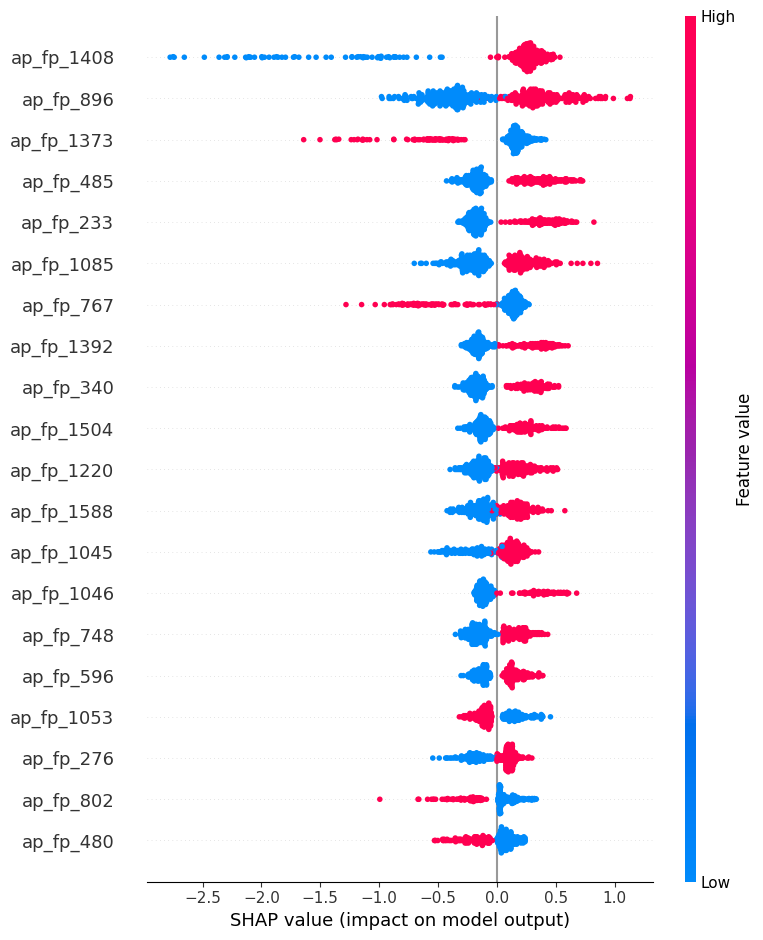 High
ap_fp_1408
ap_fp_896
ap_fp_1373
ap_fp_485
ap_fp_233
ap_fp_1085
ap_fp_767
ap_fp_1392
ap_fp_340
ap_fp_1504
ap_fp_1220
ap_fp_1588
ap_fp_1045
ap_fp_1046
ap_fp_748
ap_fp_596
ap_fp_1053
ap_fp_276
ap_fp_802
ap_fp_480
Feature value
Low
−2.5 −2.0 −1.5 −1.0 −0.5 0.0 0.5 1.0
SHAP value (impact on model output)